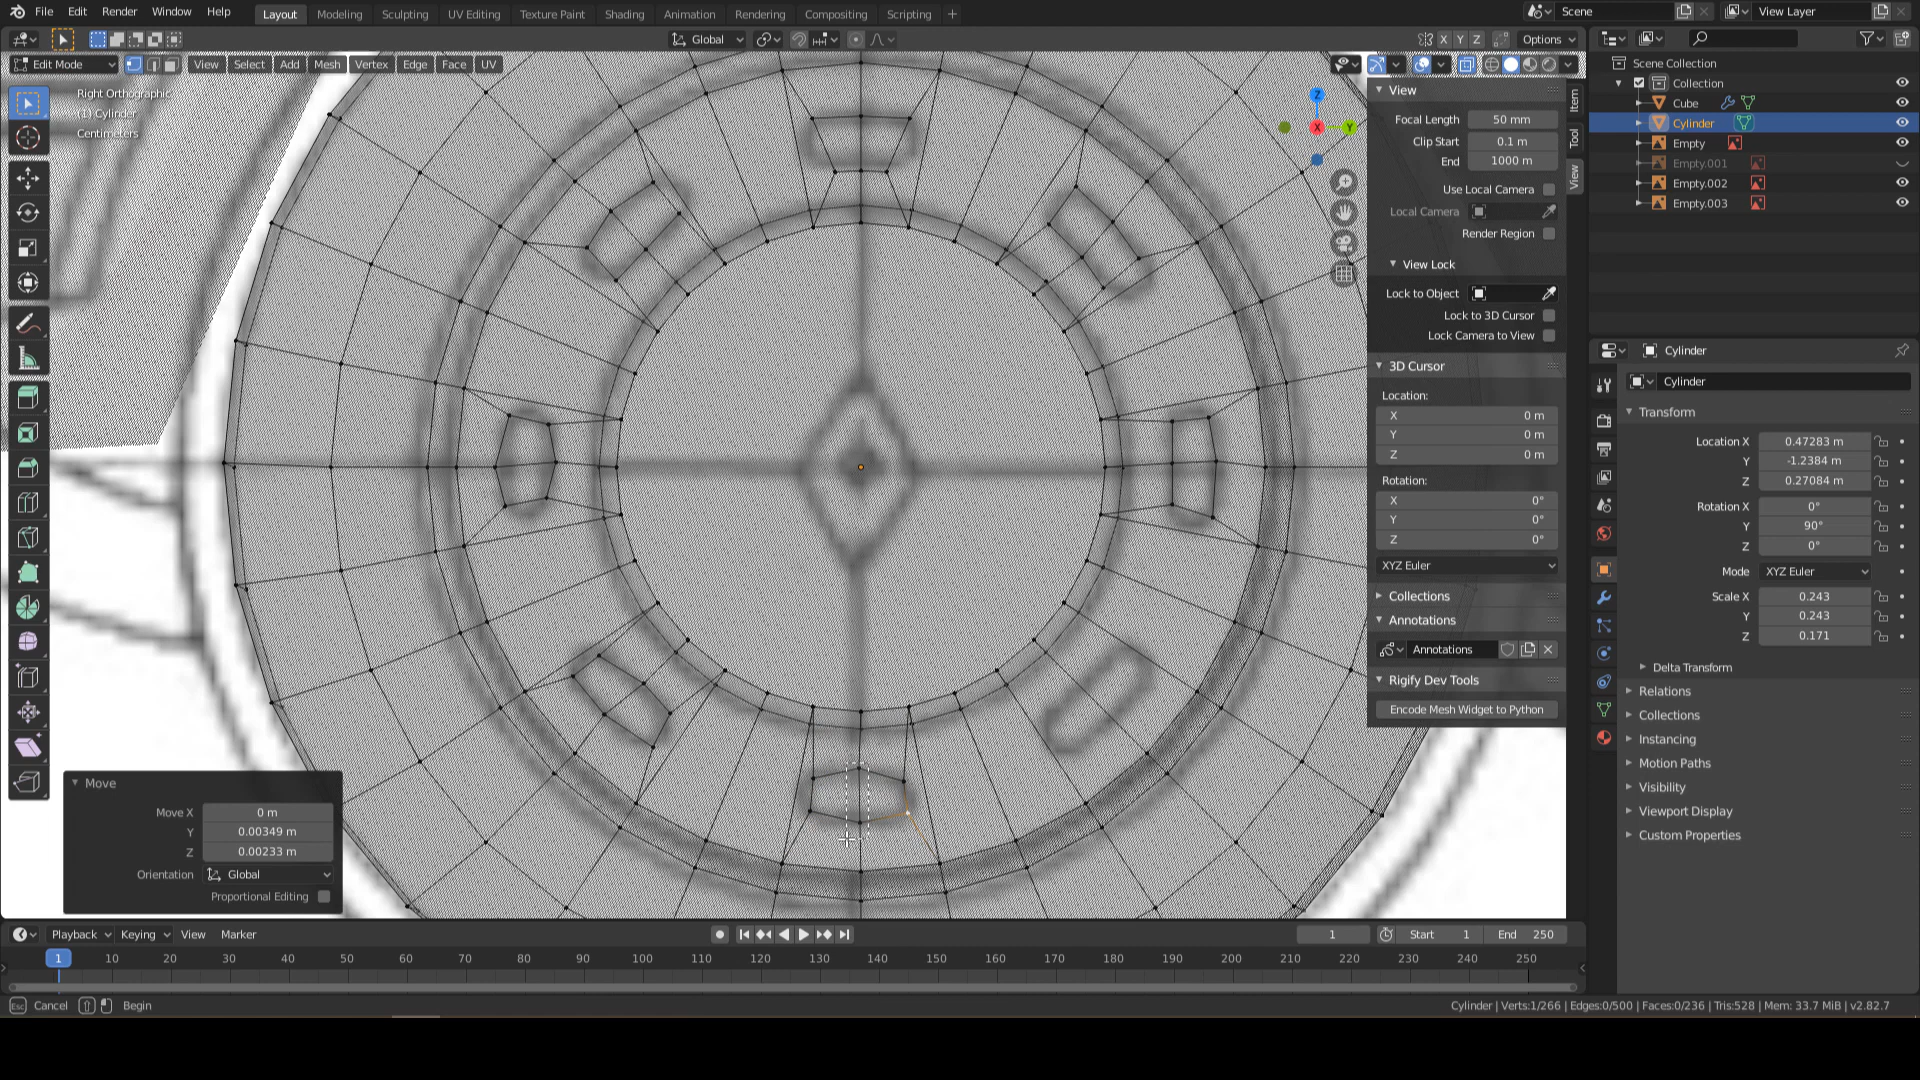 File Edit Render Window Help Layout Modeling Sculpting UV Editing Texture Paint Shading Animation Rendering Compositing Scripting + Scene View Layer
Global X Y Z Options
Edit Mode View Select Add Mesh Vertex Edge Face UV
Right Orthographic
(1) Cylinder
Centimeters
Z
X
Y
View
Focal Length 50 mm
Clip Start 0.1 m
End 1000 m
Use Local Camera
Local Camera
Render Region
View Lock
Lock to Object
Lock to 3D Cursor
Lock Camera to View
3D Cursor
Location:
X 0 m
Y 0 m
Z 0 m
Rotation:
X 0°
Y 0°
Z 0°
XYZ Euler
Collections
Annotations
Annotations
Rigify Dev Tools
Encode Mesh Widget to Python
Item
Tool
View
Scene Collection
Collection
Cube
Cylinder
Empty
Empty.001
Empty.002
Empty.003
Cylinder
Cylinder
Transform
Location X 0.47283 m
Y -1.2384 m
Z 0.27084 m
Rotation X 0°
Y 90°
Z 0°
Mode XYZ Euler
Scale X 0.243
Y 0.243
Z 0.171
Delta Transform
Relations
Collections
Instancing
Motion Paths
Visibility
Viewport Display
Custom Properties
Move
Move X 0 m
Y 0.00349 m
Z 0.00233 m
Orientation Global
Proportional Editing
Playback Keying View Marker 1 Start 1 End 250
1 10 20 30 40 50 60 70 80 90 100 110 120 130 140 150 160 170 180 190 200 210 220 230 240 250
Esc Cancel Begin Cylinder | Verts:1/266 | Edges:0/500 | Faces:0/236 | Tris:528 | Mem: 33.7 MiB | v2.82.7